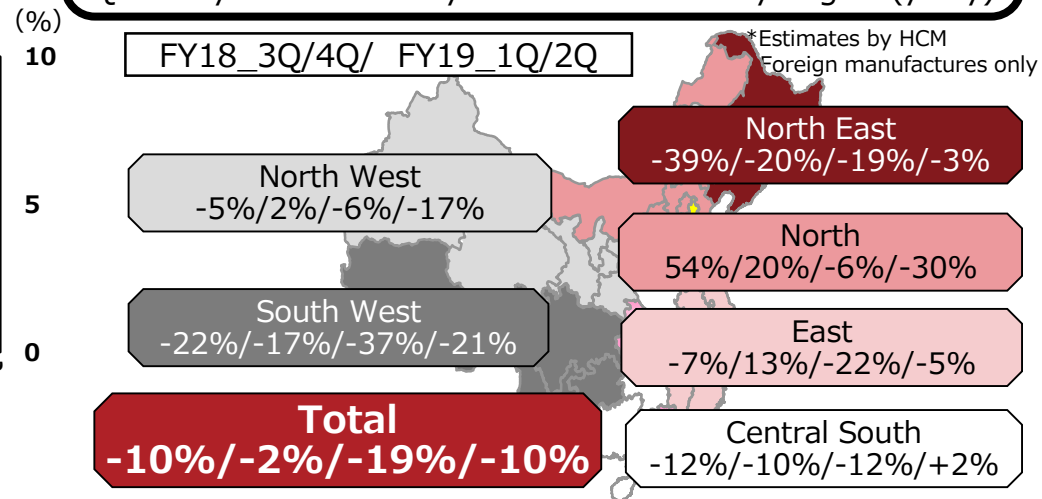 (%)
10
5
0
FY18_3Q/4Q/ FY19_1Q/2Q
*Estimates by HCM
Foreign manufactures only
North East
-39%/-20%/-19%/-3%
North West
-5%/2%/-6%/-17%
North
54%/20%/-6%/-30%
South West
-22%/-17%/-37%/-21%
East
-7%/13%/-22%/-5%
Total
-10%/-2%/-19%/-10%
Central South
-12%/-10%/-12%/+2%